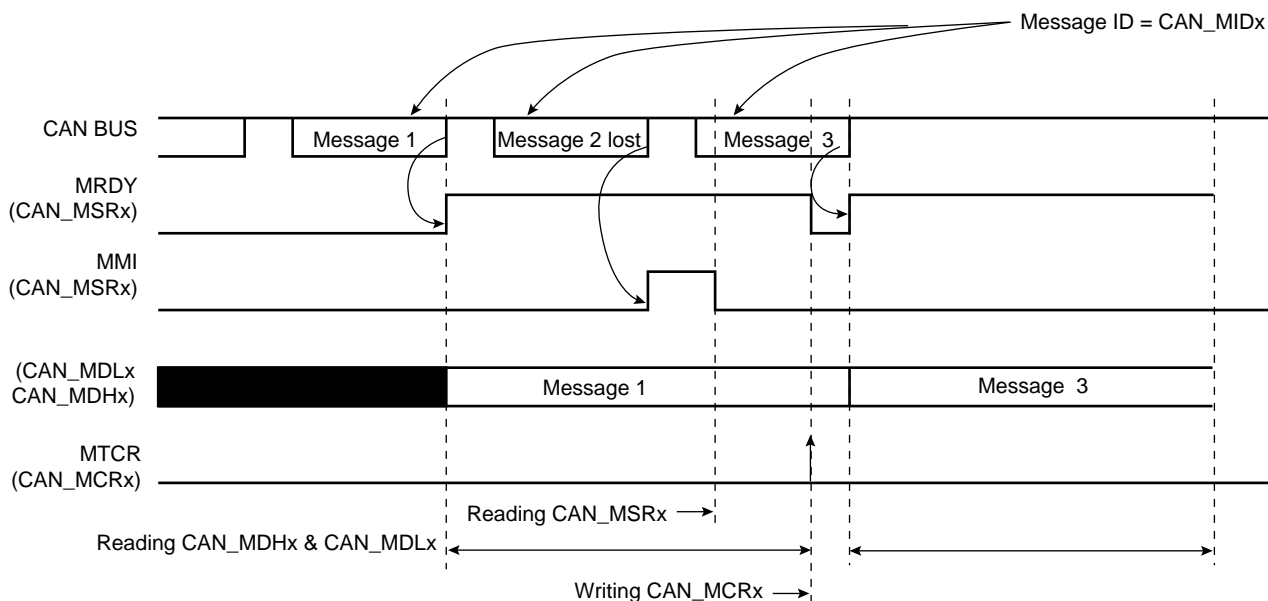 Message ID = CAN_MIDx
CAN BUS
Message 1
Message 2 lost
Message 3
MRDY
(CAN_MSRx)
MMI
(CAN_MSRx)
(CAN_MDLx
CAN_MDHx)
Message 1
Message 3
MTCR
(CAN_MCRx)
Reading CAN_MSRx
Reading CAN_MDHx & CAN_MDLx
Writing CAN_MCRx